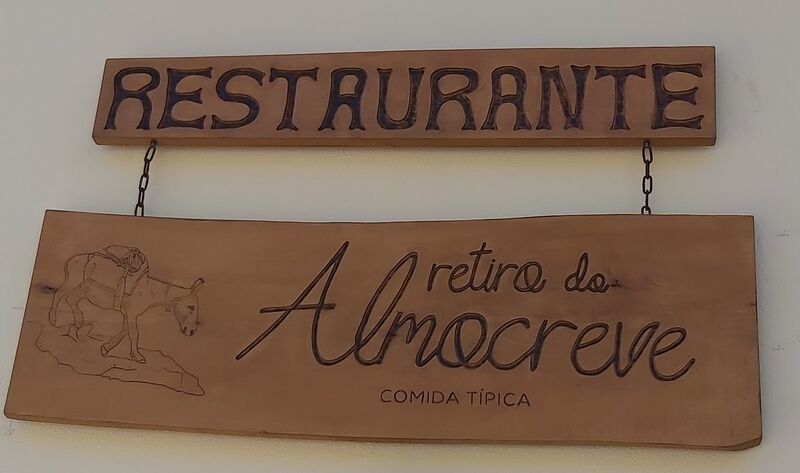 RESTAURANTE
retiro do
Almocreve
COMIDA TÍPICA